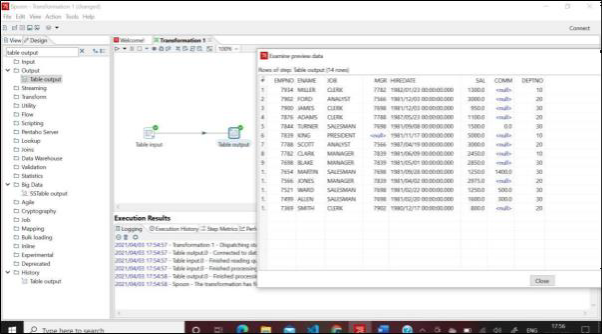 Spoon - Transformation 1 (changed)
File Edit View Action Tools Help
Connect
View Design
Welcome! Transformation 1
table output
100%
Input
Output
Table output
Streaming
Transform
Utility
Flow
Scripting
Pentaho Server
Lookup
Joins
Data Warehouse
Validation
Statistics
Big Data
SSTable output
Agile
Cryptography
Job
Mapping
Bulk loading
Inline
Experimental
Deprecated
History
Table output
Table input
Table output
Examine preview data
Rows of step: Table output (14 rows)
# EMPNO ENAME JOB MGR HIREDATE SAL COMM DEPTNO
1. 7934 MILLER CLERK 7782 1982/01/23 00:00:00.000 1300.0 <null> 10
1. 7902 FORD ANALYST 7566 1981/12/03 00:00:00.000 3000.0 <null> 20
1. 7900 JAMES CLERK 7698 1981/12/03 00:00:00.000 950.0 <null> 30
1. 7876 ADAMS CLERK 7788 1987/05/23 00:00:00.000 1100.0 <null> 20
5. 7844 TURNER SALESMAN 7698 1981/09/08 00:00:00.000 1500.0 0.0 30
6. 7839 KING PRESIDENT <null> 1981/11/17 00:00:00.000 5000.0 <null> 10
7. 7788 SCOTT ANALYST 7566 1987/04/19 00:00:00.000 3000.0 <null> 20
8. 7782 CLARK MANAGER 7839 1981/06/09 00:00:00.000 2450.0 <null> 10
9. 7698 BLAKE MANAGER 7839 1981/05/01 00:00:00.000 2850.0 <null> 30
1. 7654 MARTIN SALESMAN 7698 1981/09/28 00:00:00.000 1250.0 1400.0 30
1. 7566 JONES MANAGER 7839 1981/04/02 00:00:00.000 2975.0 <null> 20
1. 7521 WARD SALESMAN 7698 1981/02/22 00:00:00.000 1250.0 500.0 30
1. 7499 ALLEN SALESMAN 7698 1981/02/20 00:00:00.000 1600.0 300.0 30
1. 7369 SMITH CLERK 7902 1980/12/17 00:00:00.000 800.0 <null> 20
Close
Execution Results
Logging Execution History Step Metrics
2021/04/03 17:54:57 - Transformation 1 - Dispatching sta
2021/04/03 17:54:57 - Table output.0 - Connected to dat
2021/04/03 17:54:57 - Table input.0 - Finished reading qu
2021/04/03 17:54:57 - Table input.0 - Finished processing
2021/04/03 17:54:58 - Table output.0 - Finished process
2021/04/03 17:54:58 - Spoon - The transformation has f
Type here to search
ENG
17:56